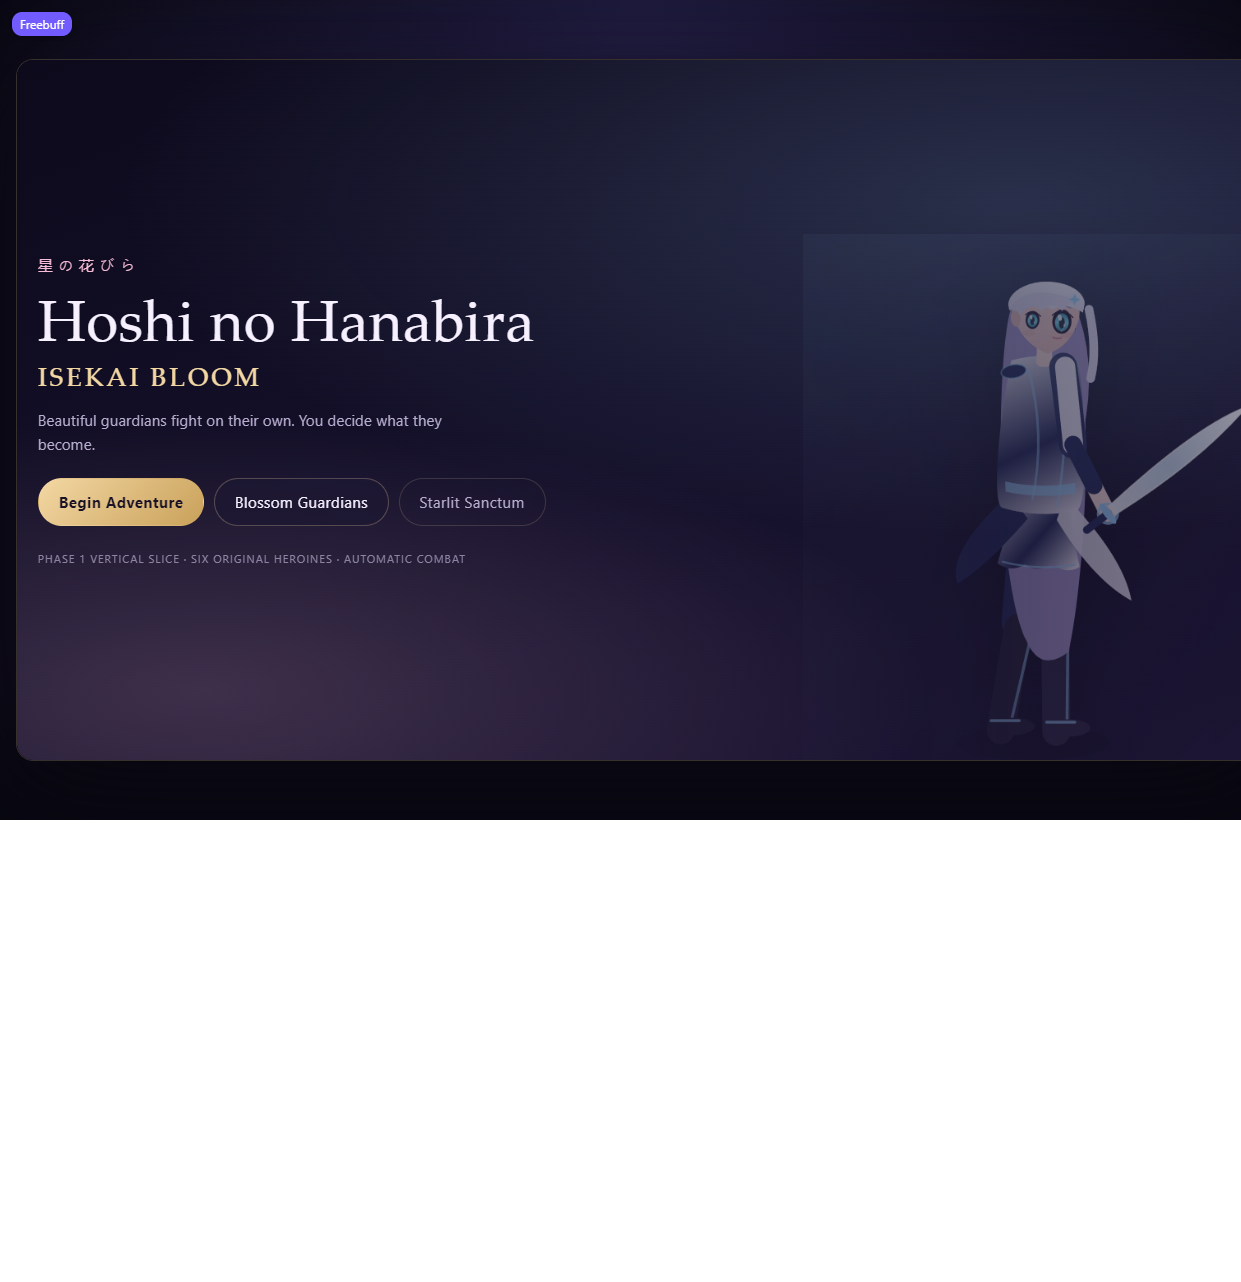 Freebuff
星の花びら
Hoshi no Hanabira
ISEKAI BLOOM
Beautiful guardians fight on their own. You decide what they
become.
Begin Adventure
Blossom Guardians
Starlit Sanctum
PHASE 1 VERTICAL SLICE · SIX ORIGINAL HEROINES · AUTOMATIC COMBAT